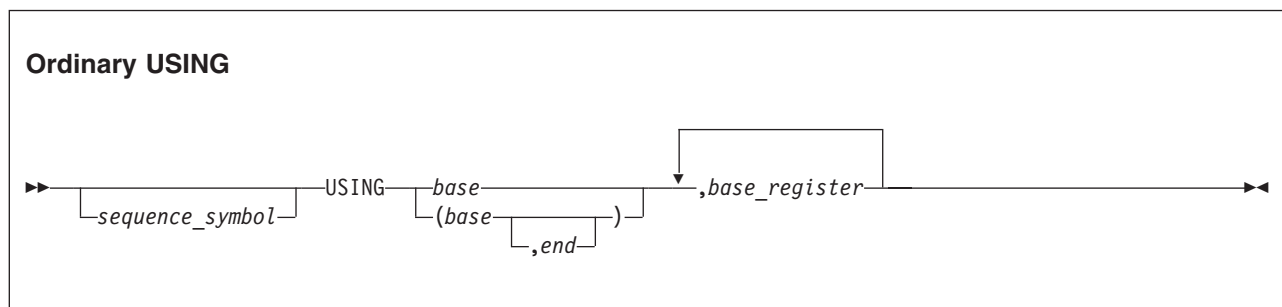 Ordinary USING
USING base ,base_register
sequence_symbol (base )
,end